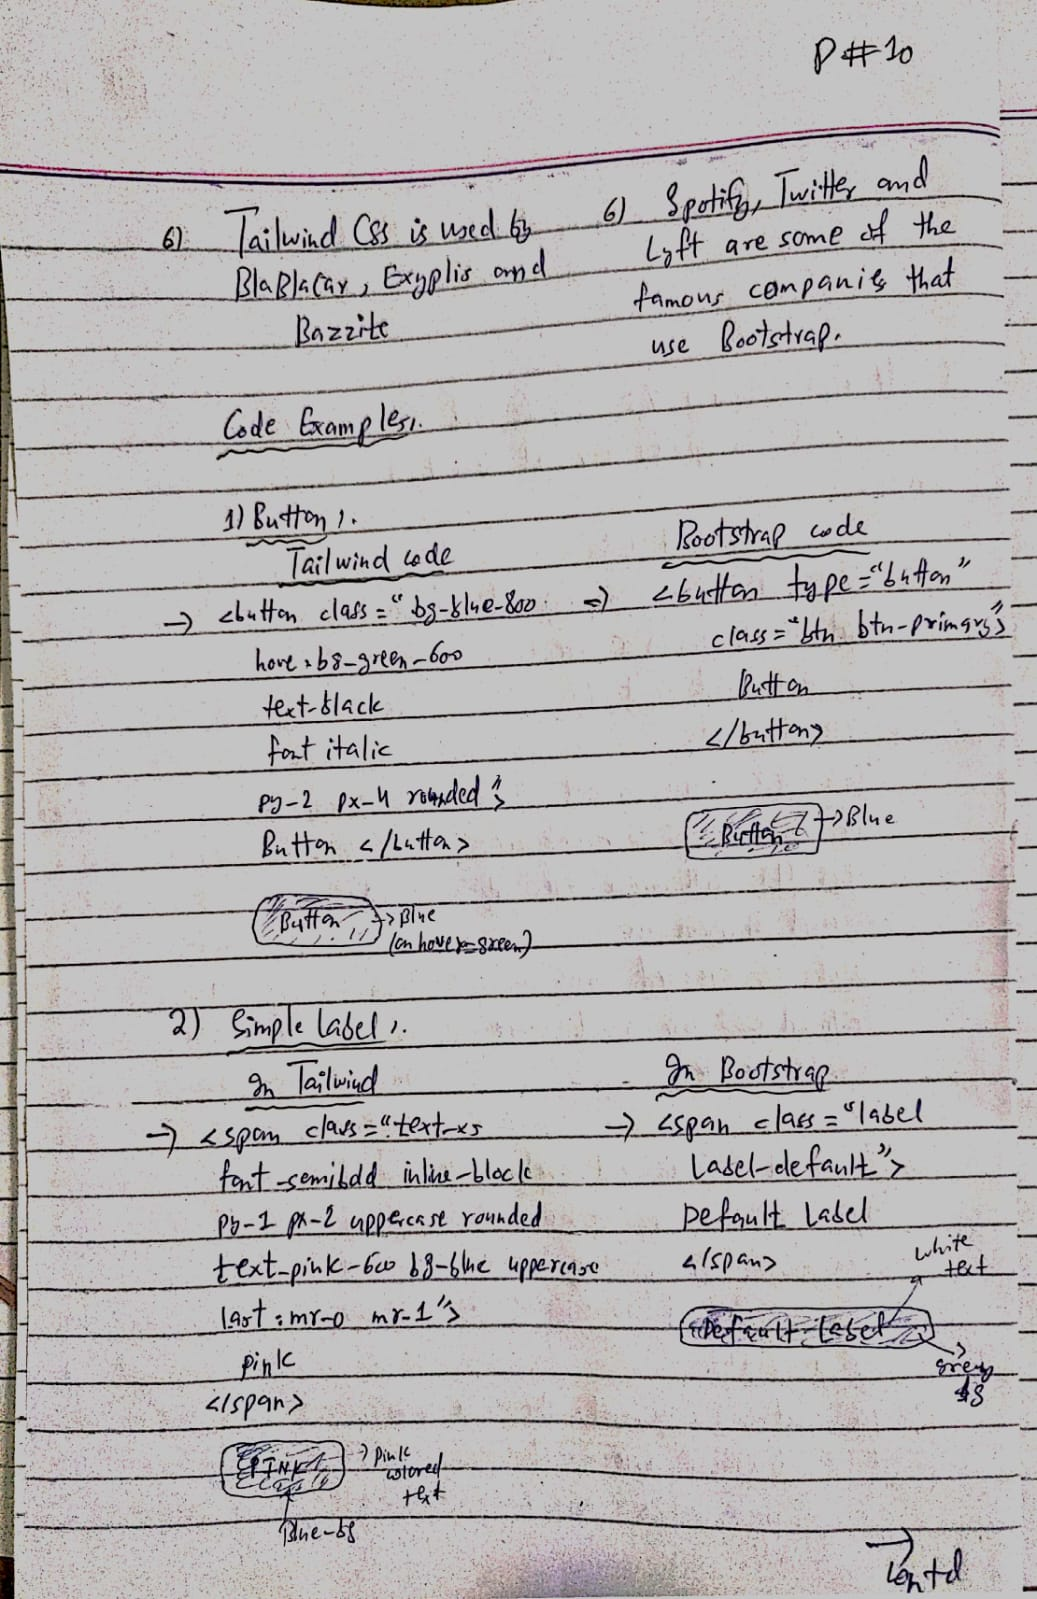 P#10
6) Tailwind Css is used by
BlaBlaCar, Exyplis and
Bazzite
6) Spotify, Twitter and
Lyft are some of the
famous companies that
use Bootstrap.
Code Examples:
1) Button :
Tailwind code
→ <button class="bg-blue-800
hove:bg-green-600
text-black
font italic
py-2 px-4 rounded">
Button </button>
Button → Blue
(on hover=green)
Bootstrap code
→ <button type="button"
class="btn btn-primary">
Button
</button>
Button → Blue
2) Simple Label :
In Tailwind
→ <span class="text-xs
font-semibold inline-block
py-1 px-2 uppercase rounded
text-pink-600 bg-blue uppercase
last:mr-0 mr-1">
pink
</span>
PINK → Pink
colored
text
Blue-bg
In Bootstrap
→ <span class="label
Label-default">
Default Label
</span>
white
text
Default Label
grey
bg
→
Contd